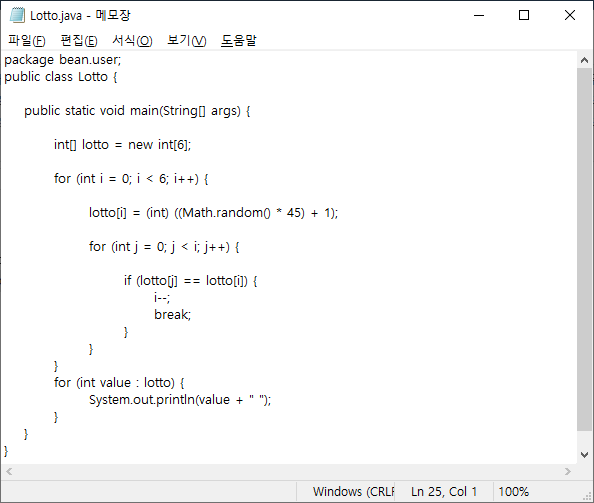 Lotto.java - 메모장
파일(F) 편집(E) 서식(O) 보기(V) 도움말
package bean.user;
public class Lotto {
public static void main(String[] args) {
int[] lotto = new int[6];
for (int i = 0; i < 6; i++) {
lotto[i] = (int) ((Math.random() * 45) + 1);
for (int j = 0; j < i; j++) {
if (lotto[j] == lotto[i]) {
i--;
break;
}
}
}
for (int value : lotto) {
System.out.println(value + " ");
}
}
}
Windows (CRLF Ln 25, Col 1 100%